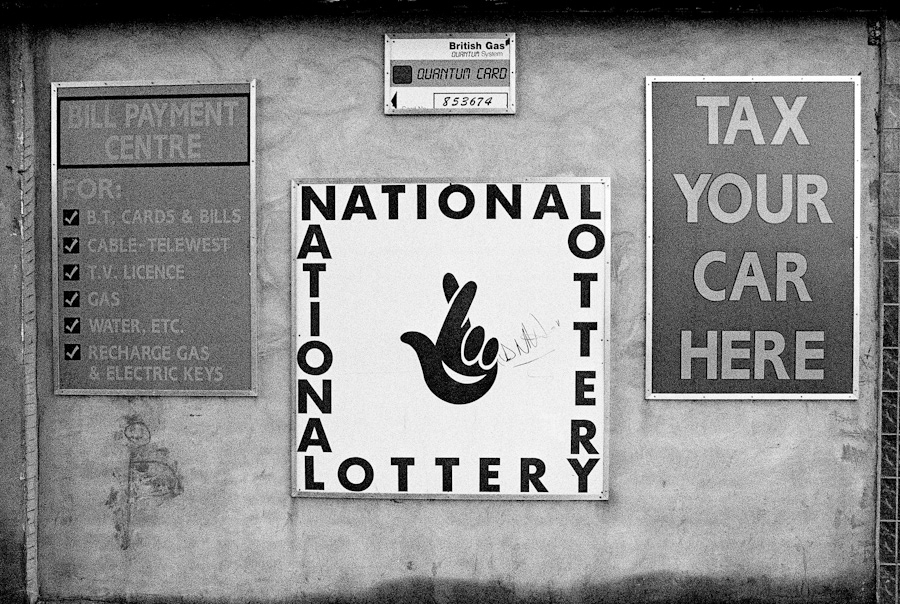 British Gas
QUANTUM System
QUANTUM CARD
853674
BILL PAYMENT
CENTRE
FOR:
B.T. CARDS & BILLS
CABLE-TELEWEST
T.V. LICENCE
GAS
WATER, ETC.
RECHARGE GAS
& ELECTRIC KEYS
NATIONAL
LOTTERY
NATIONAL
LOTTERY
TAX
YOUR
CAR
HERE